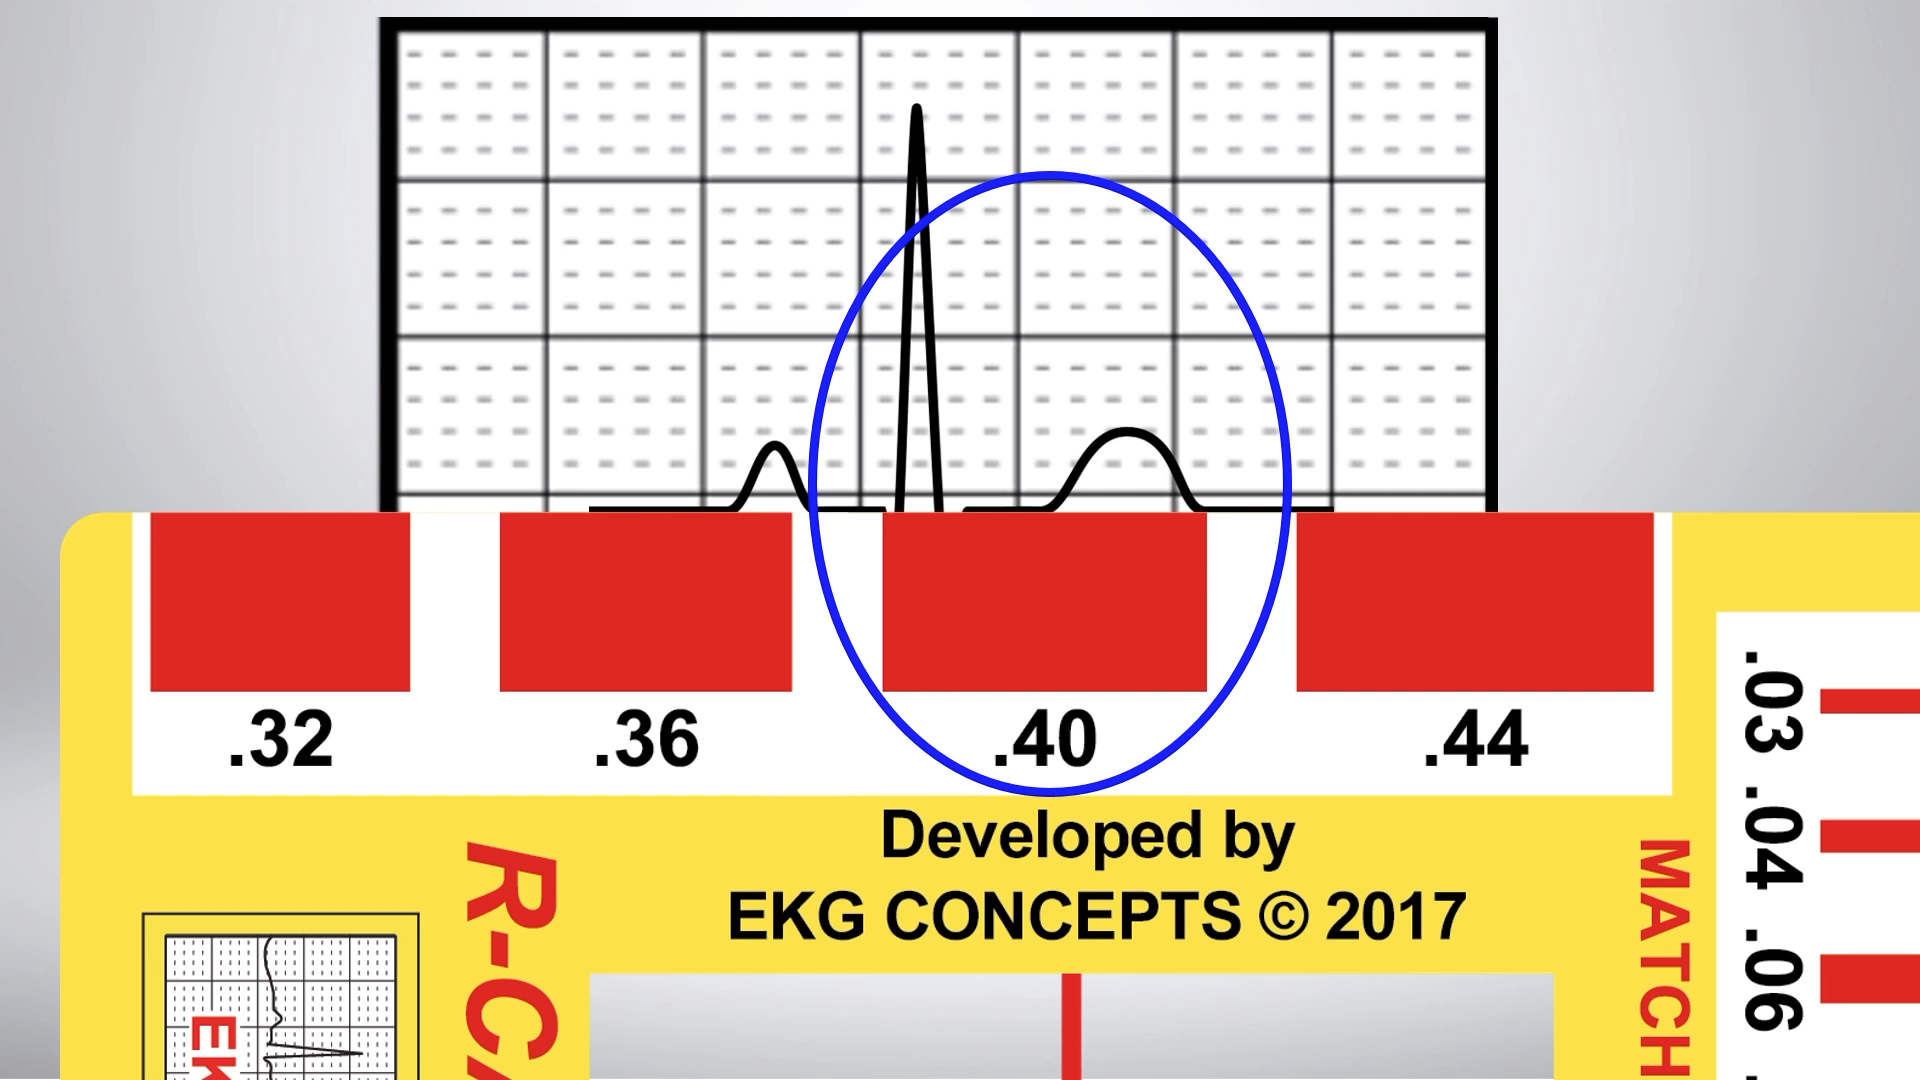 .32 .36 .40 .44
Developed by
EKG CONCEPTS © 2017
MATCH
.03 .04 .06